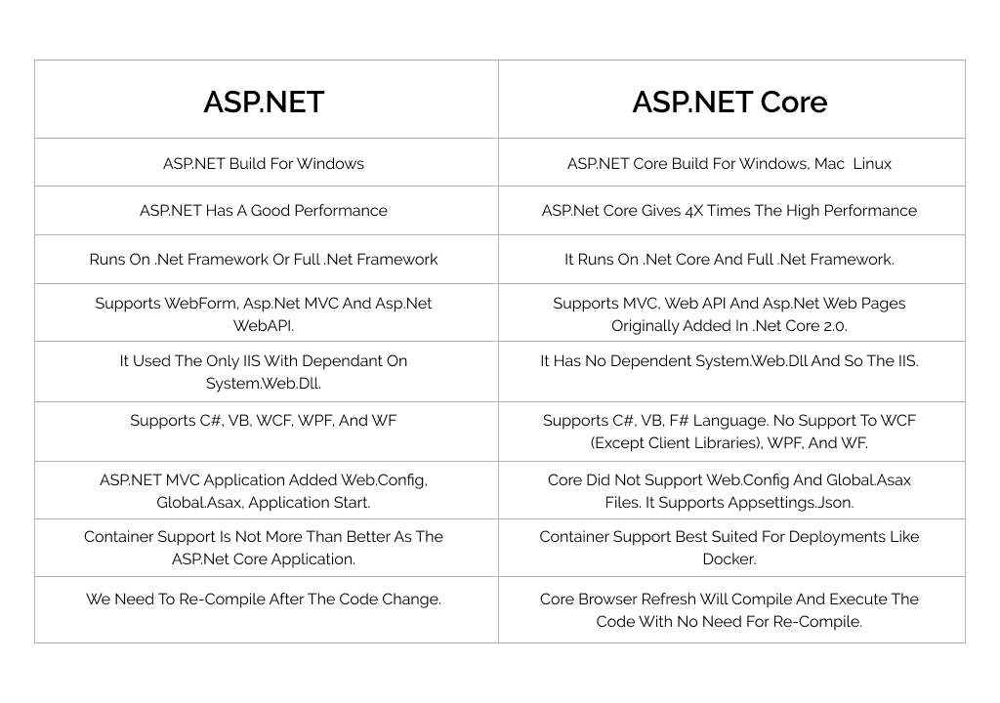 ASP.NET
ASP.NET Core
ASP.NET Build For Windows
ASP.NET Core Build For Windows, Mac  Linux
ASP.NET Has A Good Performance
ASP.Net Core Gives 4X Times The High Performance
Runs On .Net Framework Or Full .Net Framework
It Runs On .Net Core And Full .Net Framework.
Supports WebForm, Asp.Net MVC And Asp.Net
WebAPI.
Supports MVC, Web API And Asp.Net Web Pages
Originally Added In .Net Core 2.0.
It Used The Only IIS With Dependant On
System.Web.Dll.
It Has No Dependent System.Web.Dll And So The IIS.
Supports C#, VB, WCF, WPF, And WF
Supports C#, VB, F# Language. No Support To WCF
(Except Client Libraries), WPF, And WF.
ASP.NET MVC Application Added Web.Config,
Global.Asax, Application Start.
Core Did Not Support Web.Config And Global.Asax
Files. It Supports Appsettings.Json.
Container Support Is Not More Than Better As The
ASP.Net Core Application.
Container Support Best Suited For Deployments Like
Docker.
We Need To Re-Compile After The Code Change.
Core Browser Refresh Will Compile And Execute The
Code With No Need For Re-Compile.